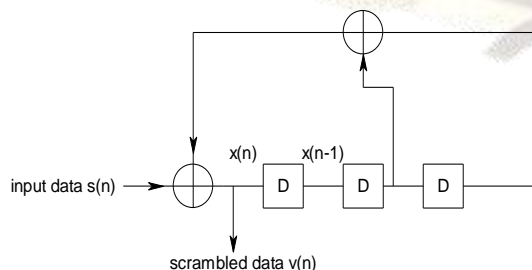 x(n)
x(n-1)
input data s(n)
D
D
D
scrambled data v(n)